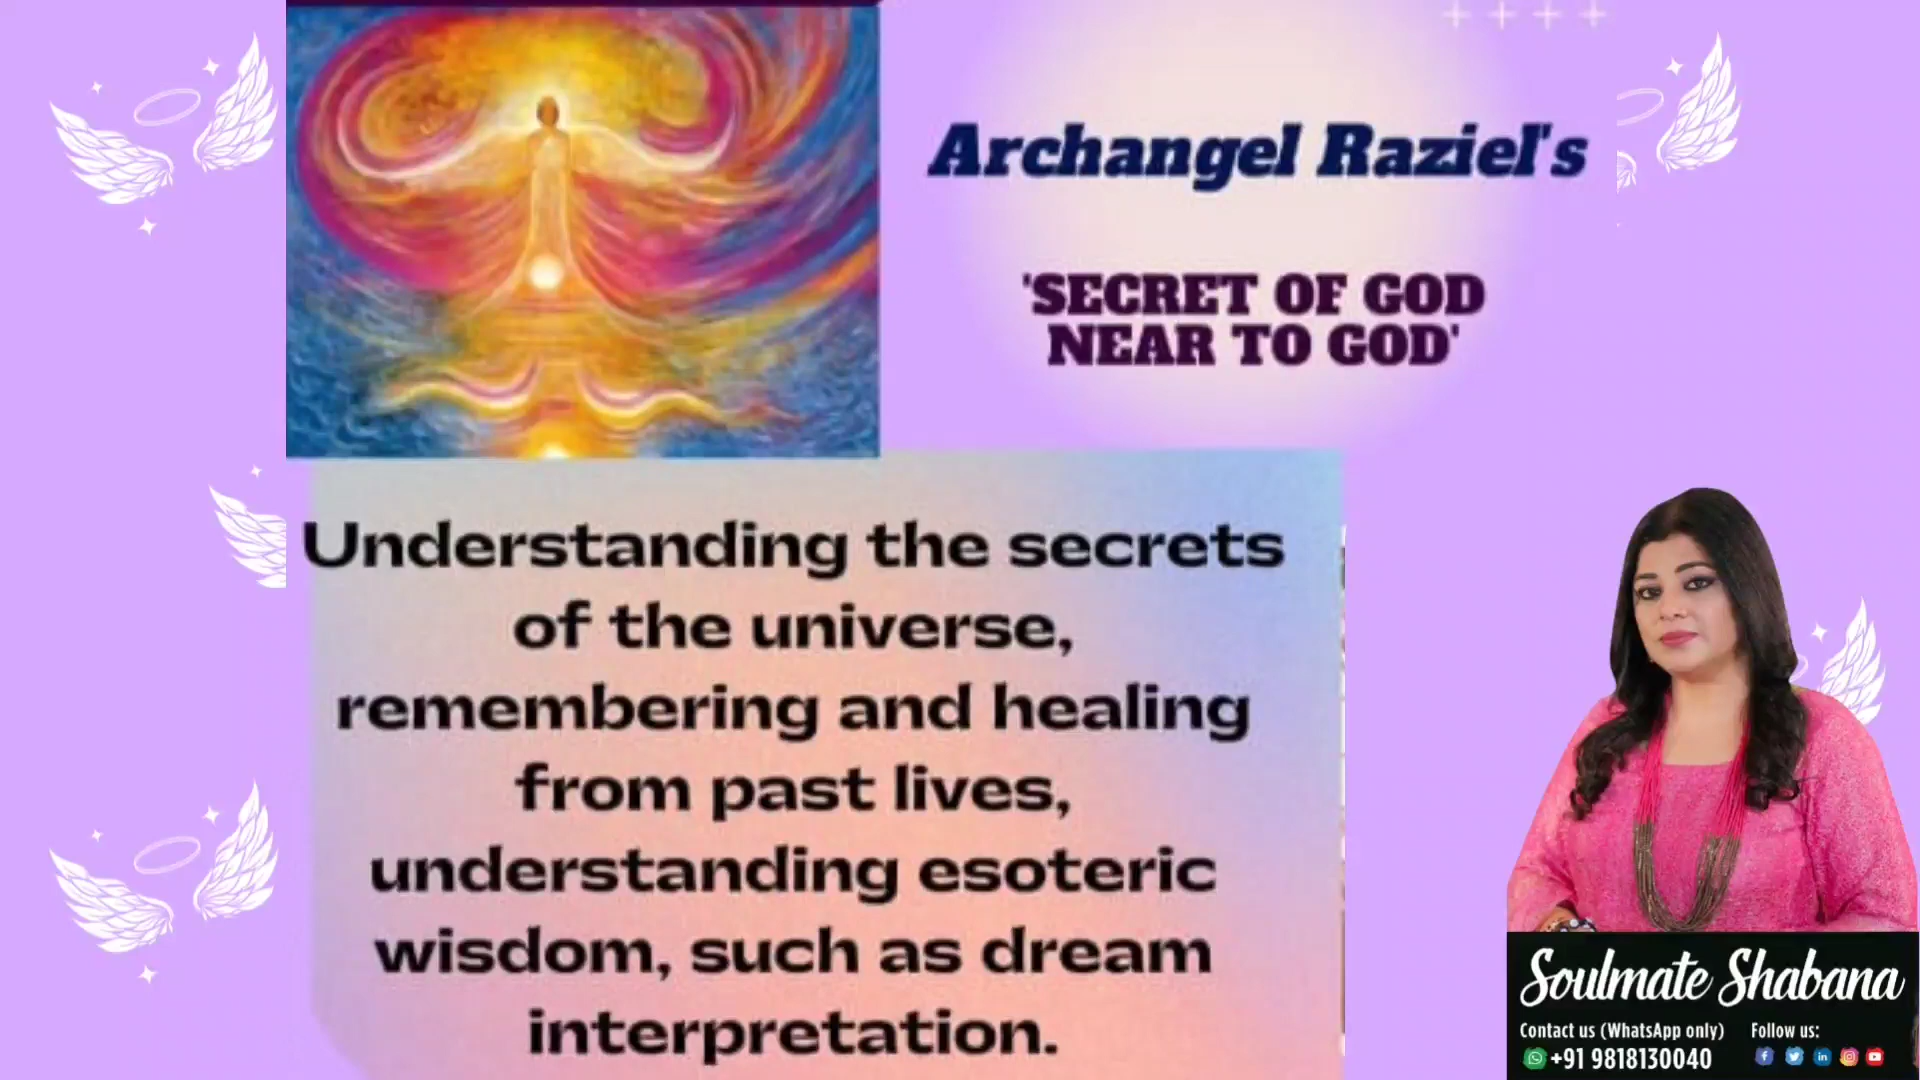 Archangel Raziel's
'SECRET OF GOD
NEAR TO GOD'
Understanding the secrets
of the universe,
remembering and healing
from past lives,
understanding esoteric
wisdom, such as dream
interpretation.
Soulmate Shabana
Contact us (WhatsApp only)
Follow us:
+91 9818130040